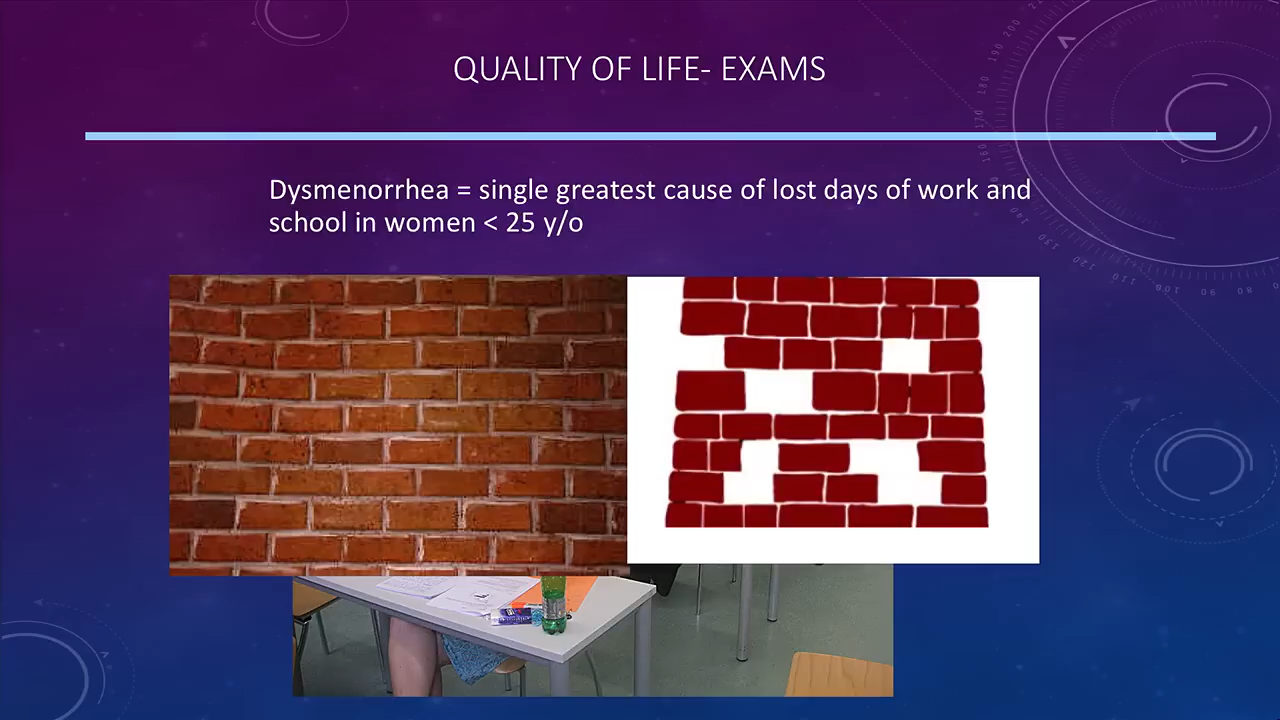 QUALITY OF LIFE- EXAMS
Dysmenorrhea = single greatest cause of lost days of work and
school in women < 25 y/o